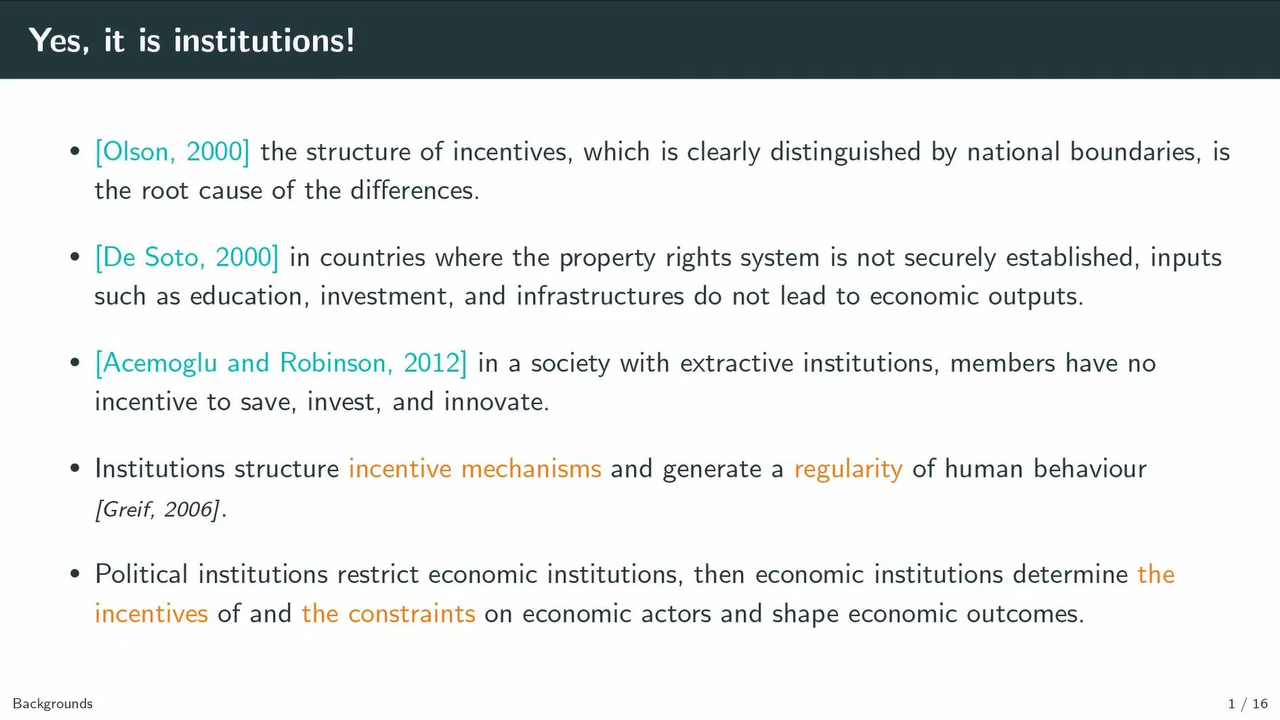 Yes, it is institutions!
• [Olson, 2000] the structure of incentives, which is clearly distinguished by national boundaries, is
the root cause of the differences.
• [De Soto, 2000] in countries where the property rights system is not securely established, inputs
such as education, investment, and infrastructures do not lead to economic outputs.
• [Acemoglu and Robinson, 2012] in a society with extractive institutions, members have no
incentive to save, invest, and innovate.
• Institutions structure incentive mechanisms and generate a regularity of human behaviour
[Greif, 2006].
• Political institutions restrict economic institutions, then economic institutions determine the
incentives of and the constraints on economic actors and shape economic outcomes.
Backgrounds
1 / 16